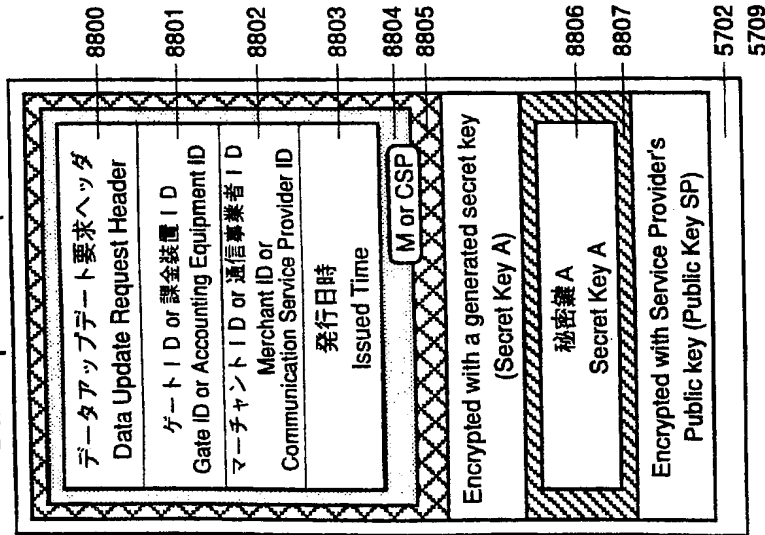 データアップデート要求ヘッダ
Data Update Request Header
8800
ゲートID or 課金装置ID
Gate ID or Accounting Equipment ID
8801
マーチャントID or 通信事業者ID
Merchant ID or
Communication Service Provider ID
8802
発行日時
Issued Time
8803
M or CSP
8804
8805
Encrypted with a generated secret key
(Secret Key A)
秘密鍵A
Secret Key A
8806
8807
Encrypted with Service Provider's
Public key (Public Key SP)
5702
5709